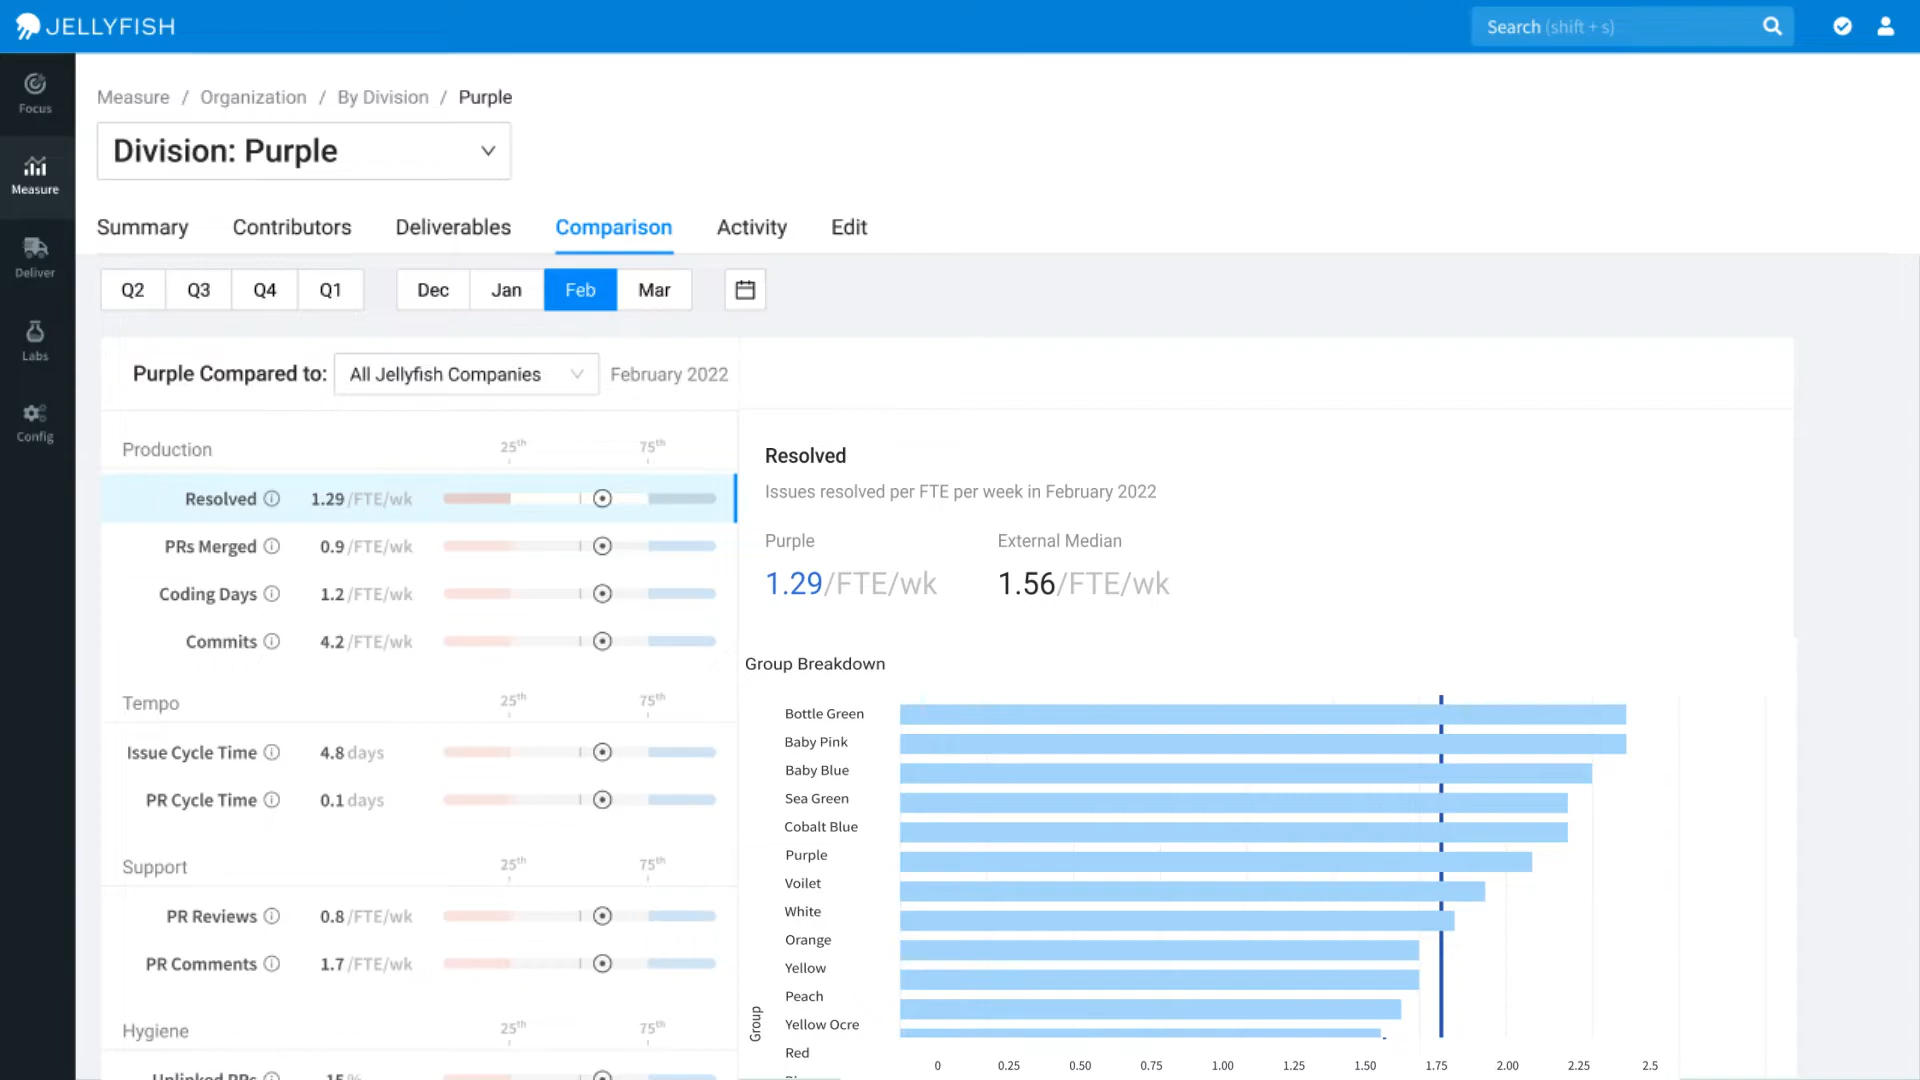 JELLYFISH
Search (shift + s)
Focus
Measure
Deliver
Labs
Config
Measure / Organization / By Division / Purple
Division: Purple
Summary Contributors Deliverables Comparison Activity Edit
Q2 Q3 Q4 Q1 Dec Jan Feb Mar
Purple Compared to: All Jellyfish Companies February 2022
Production 25th 75th
Resolved 1.29 /FTE/wk
PRs Merged 0.9 /FTE/wk
Coding Days 1.2 /FTE/wk
Commits 4.2 /FTE/wk
Tempo 25th 75th
Issue Cycle Time 4.8 days
PR Cycle Time 0.1 days
Support 25th 75th
PR Reviews 0.8 /FTE/wk
PR Comments 1.7 /FTE/wk
Hygiene 25th 75th
Unlinked PRs 15%
Resolved
Issues resolved per FTE per week in February 2022
Purple External Median
1.29/FTE/wk 1.56/FTE/wk
Group Breakdown
Bottle Green
Baby Pink
Baby Blue
Sea Green
Cobalt Blue
Purple
Voilet
White
Orange
Yellow
Peach
Yellow Ocre
Red
Group
0 0.25 0.50 0.75 1.00 1.25 1.50 1.75 2.00 2.25 2.5